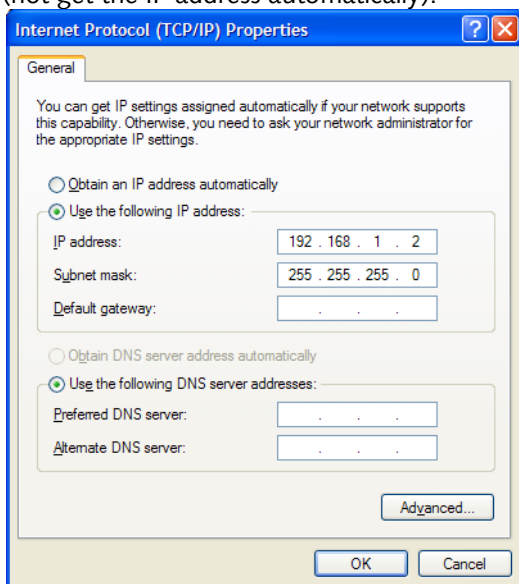 (not get the IP address automatically).
Internet Protocol (TCP/IP) Properties
General
You can get IP settings assigned automatically if your network supports
this capability. Otherwise, you need to ask your network administrator for
the appropriate IP settings.
Obtain an IP address automatically
Use the following IP address:
IP address: 192 . 168 . 1 . 2
Subnet mask: 255 . 255 . 255 . 0
Default gateway: . . .
Obtain DNS server address automatically
Use the following DNS server addresses:
Preferred DNS server: . . .
Alternate DNS server: . . .
Advanced...
OK Cancel